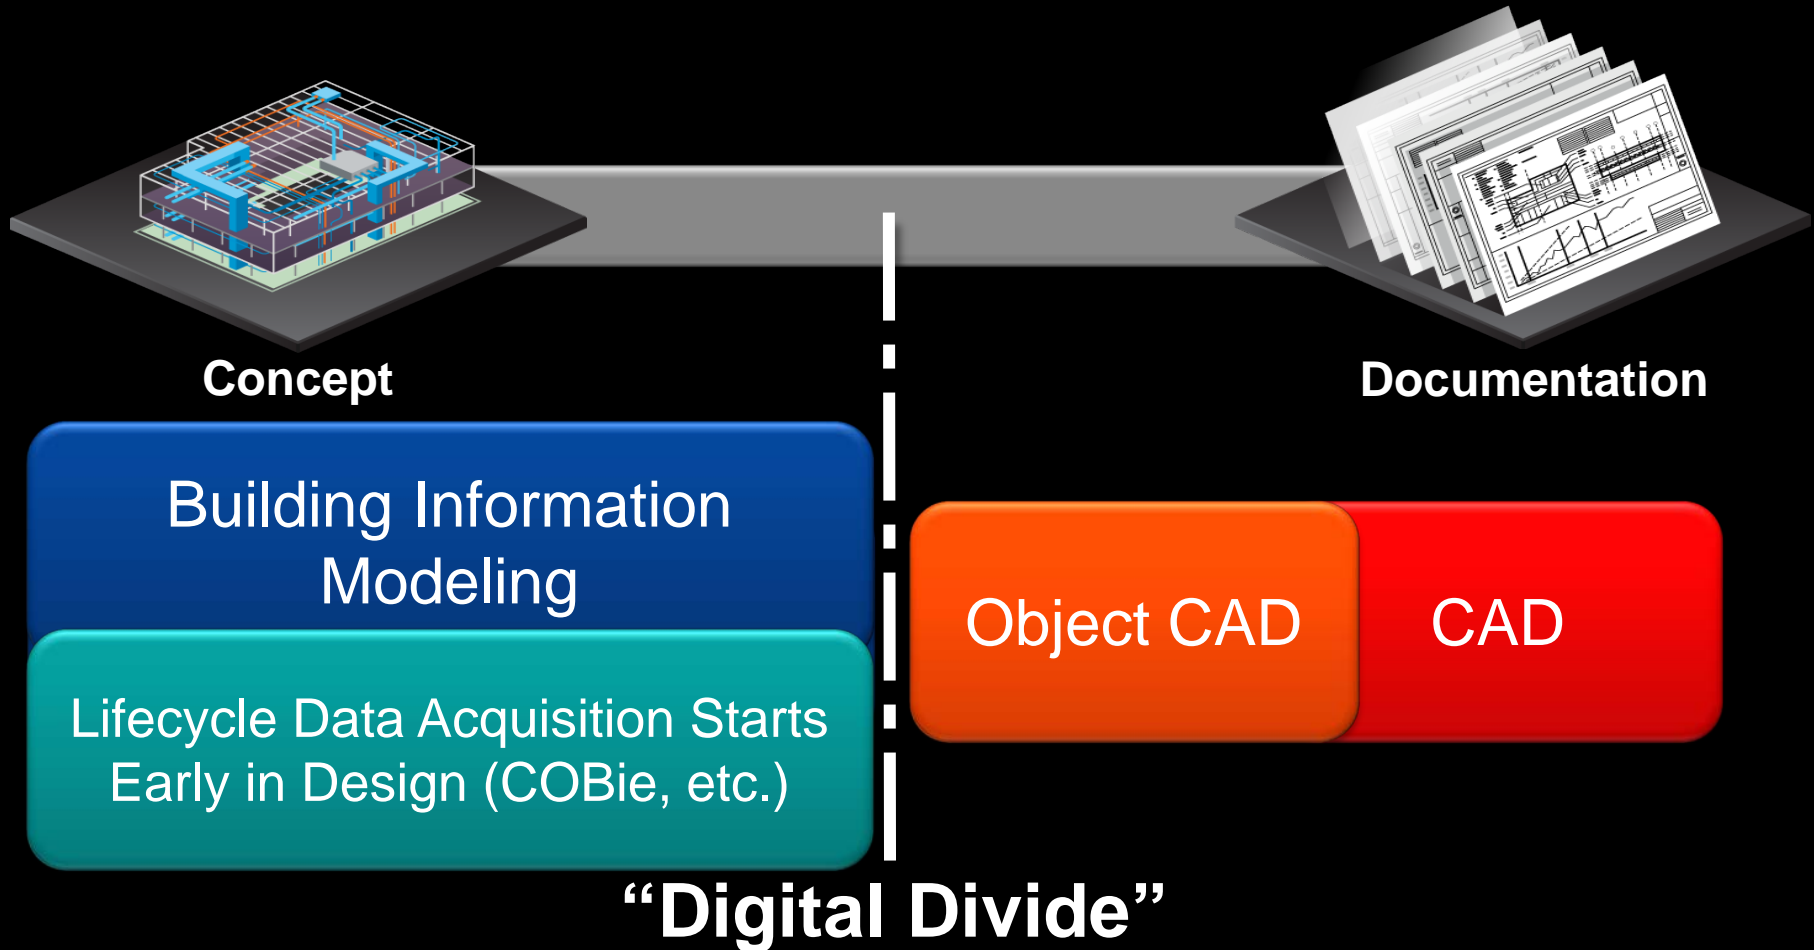 Concept
Documentation
Building Information
Modeling
Lifecycle Data Acquisition Starts
Early in Design (COBie, etc.)
Object CAD
CAD
“Digital Divide”